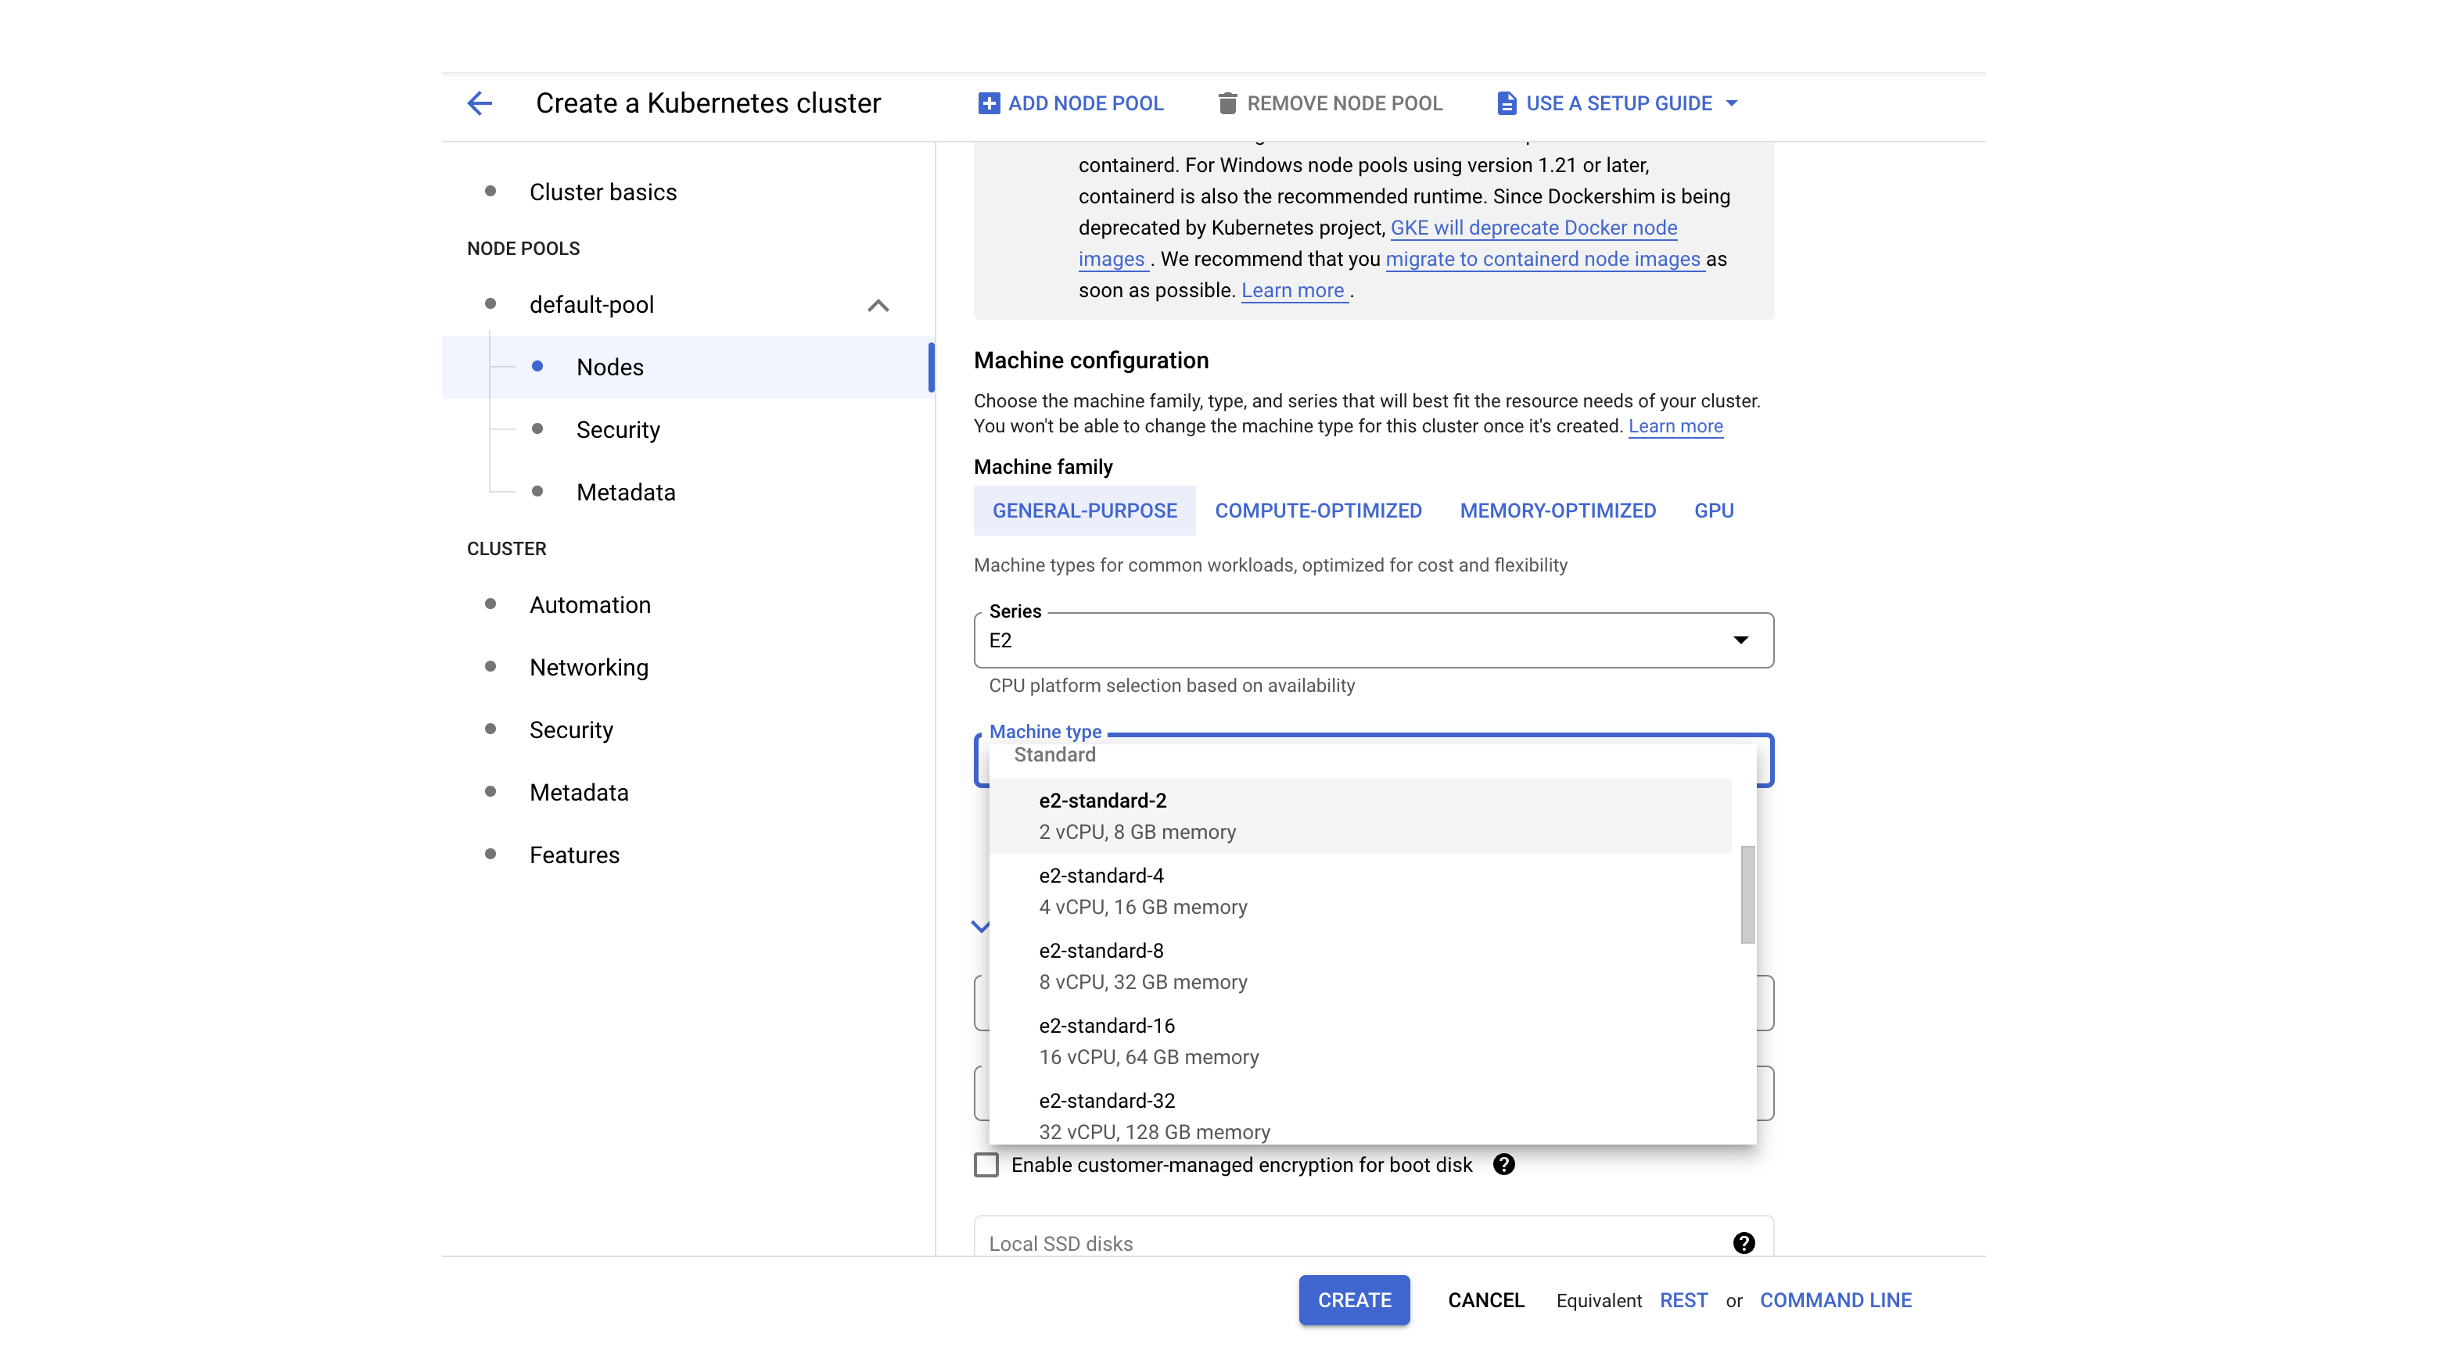 Create a Kubernetes cluster
ADD NODE POOL
REMOVE NODE POOL
USE A SETUP GUIDE
Cluster basics
NODE POOLS
default-pool
Nodes
Security
Metadata
CLUSTER
Automation
Networking
Security
Metadata
Features
containerd. For Windows node pools using version 1.21 or later,
containerd is also the recommended runtime. Since Dockershim is being
deprecated by Kubernetes project, GKE will deprecate Docker node
images . We recommend that you migrate to containerd node images as
soon as possible. Learn more .
Machine configuration
Choose the machine family, type, and series that will best fit the resource needs of your cluster.
You won't be able to change the machine type for this cluster once it's created. Learn more
Machine family
GENERAL-PURPOSE
COMPUTE-OPTIMIZED
MEMORY-OPTIMIZED
GPU
Machine types for common workloads, optimized for cost and flexibility
Series
E2
CPU platform selection based on availability
Machine type
Standard
e2-standard-2
2 vCPU, 8 GB memory
e2-standard-4
4 vCPU, 16 GB memory
e2-standard-8
8 vCPU, 32 GB memory
e2-standard-16
16 vCPU, 64 GB memory
e2-standard-32
32 vCPU, 128 GB memory
Enable customer-managed encryption for boot disk
Local SSD disks
CREATE
CANCEL
Equivalent REST or COMMAND LINE